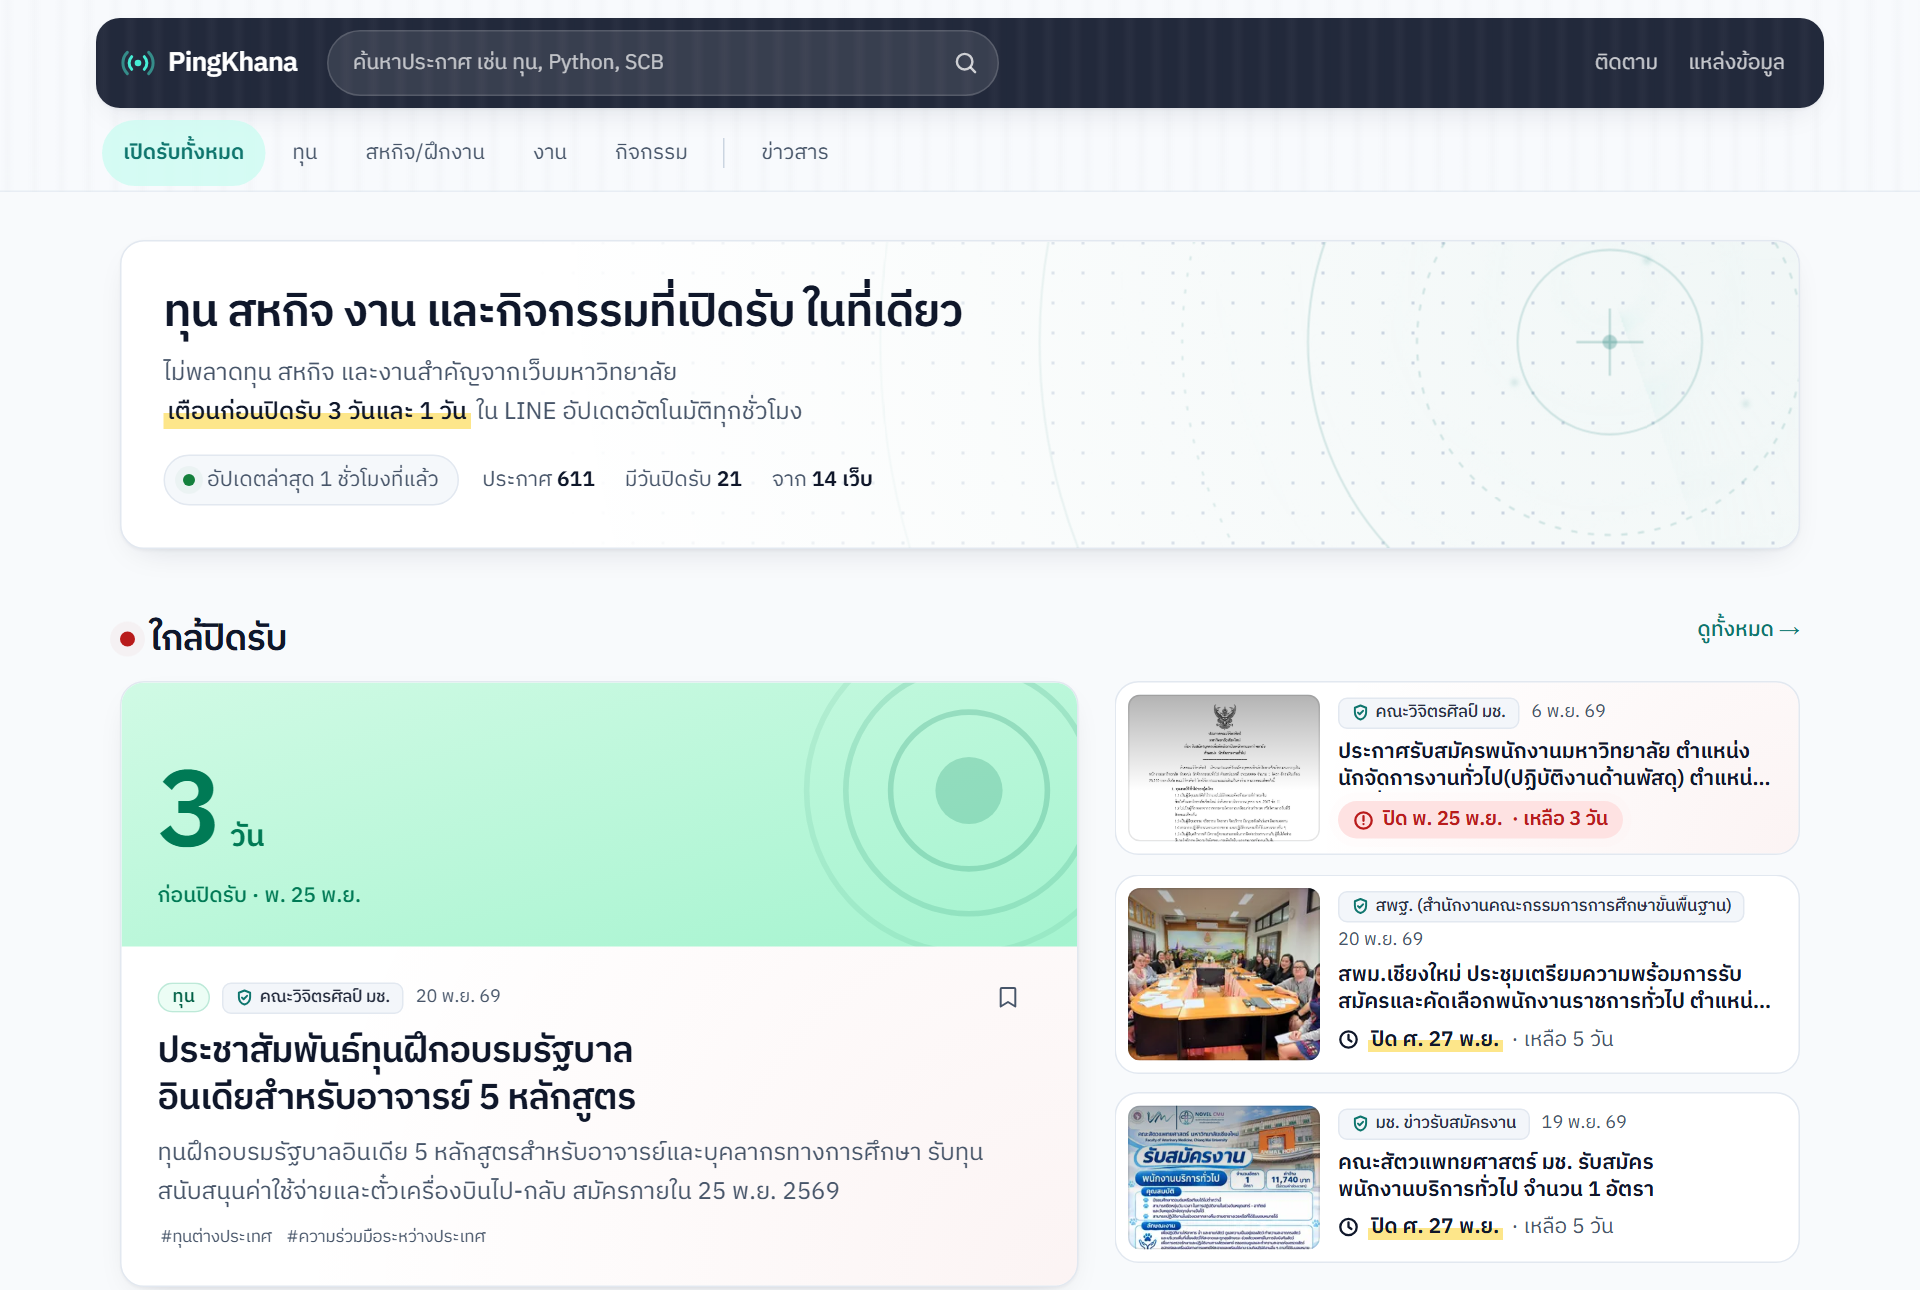 PingKhana
ค้นหาประกาศ เช่น ทุน, Python, SCB
ติดตาม
แหล่งข้อมูล
เปิดรับทั้งหมด
ทุน
สหกิจ/ฝึกงาน
งาน
กิจกรรม
ข่าวสาร
ทุน สหกิจ งาน และกิจกรรมที่เปิดรับ ในที่เดียว
ไม่พลาดทุน สหกิจ และงานสำคัญจากเว็บมหาวิทยาลัย
เตือนก่อนปิดรับ 3 วันและ 1 วัน ใน LINE อัปเดตอัตโนมัติทุกชั่วโมง
อัปเดตล่าสุด 1 ชั่วโมงที่แล้ว
ประกาศ 611
มีวันปิดรับ 21
จาก 14 เว็บ
ใกล้ปิดรับ
ดูทั้งหมด →
3 วัน
ก่อนปิดรับ · พ. 25 พ.ย.
ทุน
คณะวิจิตรศิลป์ มช.
20 พ.ย. 69
ประชาสัมพันธ์ทุนฝึกอบรมรัฐบาล
อินเดียสำหรับอาจารย์ 5 หลักสูตร
ทุนฝึกอบรมรัฐบาลอินเดีย 5 หลักสูตรสำหรับอาจารย์และบุคลากรทางการศึกษา รับทุน
สนับสนุนค่าใช้จ่ายและตั๋วเครื่องบินไป-กลับ สมัครภายใน 25 พ.ย. 2569
#ทุนต่างประเทศ #ความร่วมมือระหว่างประเทศ
คณะวิจิตรศิลป์ มช.
6 พ.ย. 69
ประกาศรับสมัครพนักงานมหาวิทยาลัย ตำแหน่ง
นักจัดการงานทั่วไป(ปฏิบัติงานด้านพัสดุ) ตำแหน่...
ปิด พ. 25 พ.ย. · เหลือ 3 วัน
สพฐ. (สำนักงานคณะกรรมการการศึกษาขั้นพื้นฐาน)
20 พ.ย. 69
สพม.เชียงใหม่ ประชุมเตรียมความพร้อมการรับ
สมัครและคัดเลือกพนักงานราชการทั่วไป ตำแหน่...
ปิด ศ. 27 พ.ย. · เหลือ 5 วัน
รับสมัครงาน
พนักงานบริการทั่วไป
1
11,740 บาท
คุณสมบัติ
ลักษณะงาน
มช. ข่าวรับสมัครงาน
19 พ.ย. 69
คณะสัตวแพทยศาสตร์ มช. รับสมัคร
พนักงานบริการทั่วไป จำนวน 1 อัตรา
ปิด ศ. 27 พ.ย. · เหลือ 5 วัน